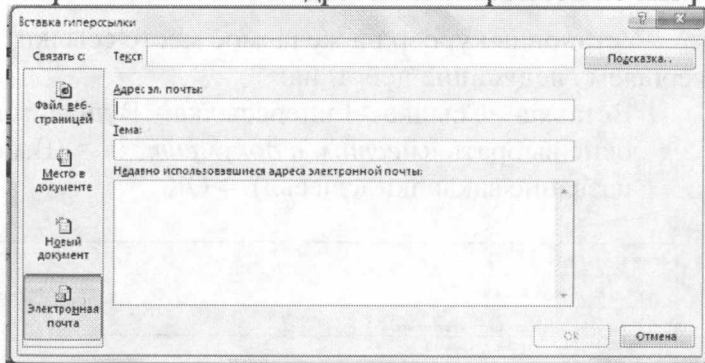 Вставка гиперссылки
Связать с:
Текст
Подсказка..
Файл, веб-
страницей
Адрес эл. почты:
Тема:
Место в
документе
Недавно использовавшиеся адреса электронной почты:
Новый
документ
Электронная
почта
OK
Отмена